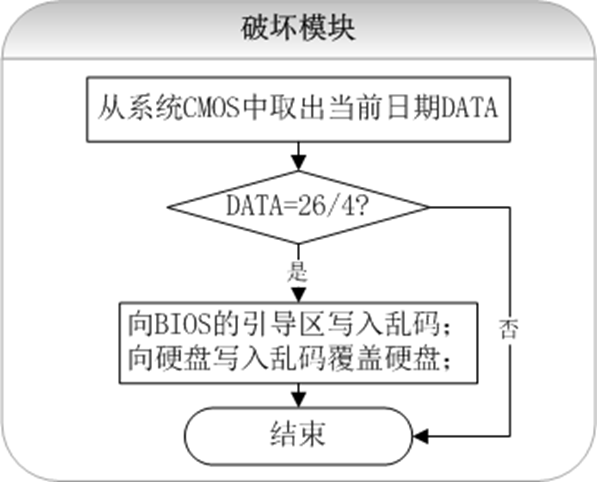 破坏模块
从系统CMOS中取出当前日期DATA
DATA=26/4?
是
否
向BIOS的引导区写入乱码；
向硬盘写入乱码覆盖硬盘；
结束